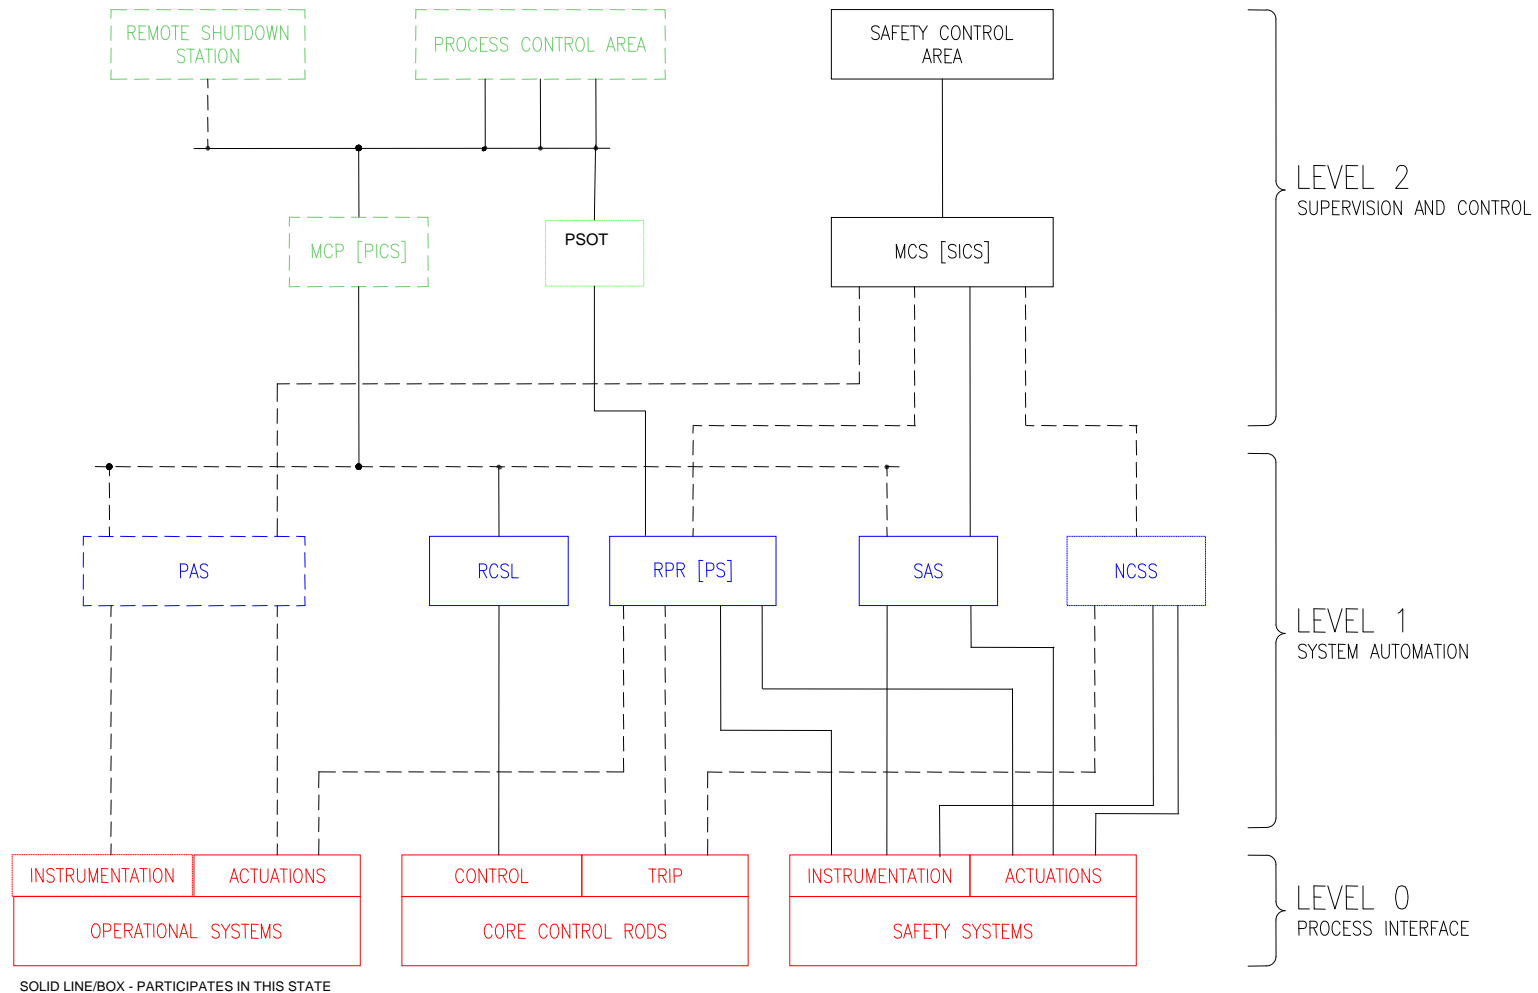 REMOTE SHUTDOWN
STATION
PROCESS CONTROL AREA
SAFETY CONTROL
AREA
LEVEL 2
SUPERVISION AND CONTROL
MCP [PICS]
PSOT
MCS [SICS]
PAS
RCSL
RPR [PS]
SAS
NCSS
LEVEL 1
SYSTEM AUTOMATION
INSTRUMENTATION
ACTUATIONS
CONTROL
TRIP
INSTRUMENTATION
ACTUATIONS
OPERATIONAL SYSTEMS
CORE CONTROL RODS
SAFETY SYSTEMS
LEVEL 0
PROCESS INTERFACE
SOLID LINE/BOX - PARTICIPATES IN THIS STATE